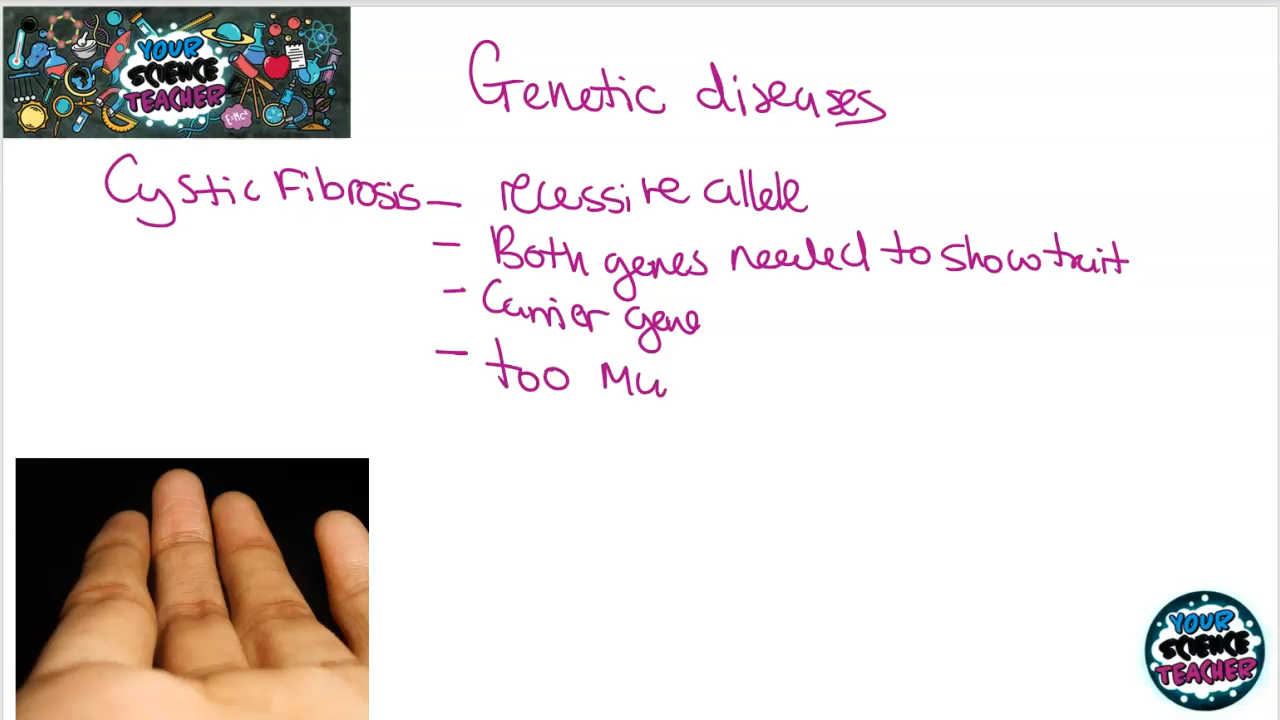 YOUR
SCIENCE
TEACHER
E=MC²
Genetic diseases
Cystic Fibrosis – recessive allele
– Both genes needed to show trait
– Carrier gene
– too Mu
YOUR
SCIENCE
TEACHER